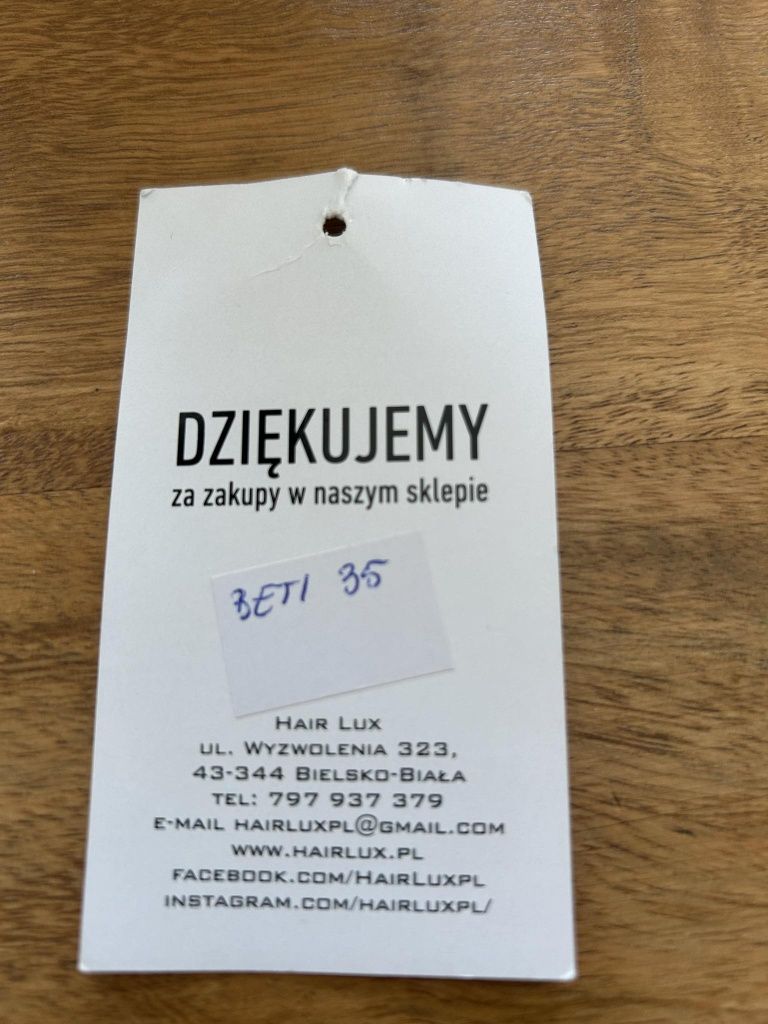 DZIĘKUJEMY
za zakupy w naszym sklepie
BETI 35
HAIR LUX
UL. WYZWOLENIA 323,
43-344 BIELSKO-BIAŁA
TEL: 797 937 379
E-MAIL HAIRLUXPL@GMAIL.COM
WWW.HAIRLUX.PL
FACEBOOK.COM/HAIRLUXPL
INSTAGRAM.COM/HAIRLUXPL/